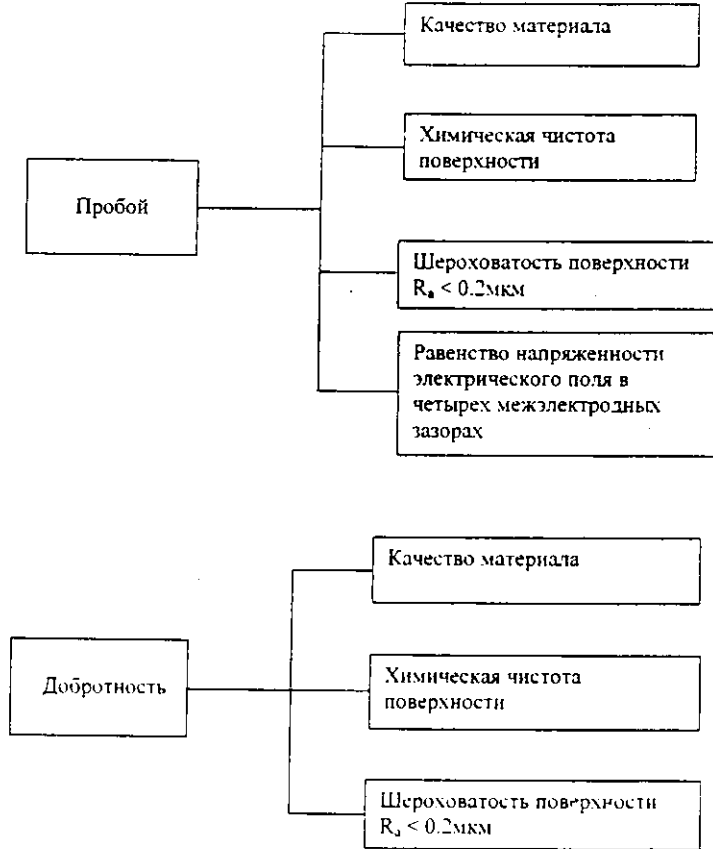 Качество материала
Химическая чистота
поверхности
Пробой
Шероховатость поверхности
Rₐ < 0.2мкм
Равенство напряженности
электрического поля в
четырех межэлектродных
зазорах
Качество материала
Добротность
Химическая чистота
поверхности
Шероховатость поверхности
Rₐ < 0.2мкм